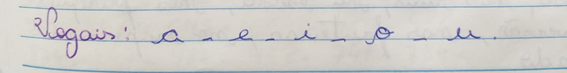 Vogais: a - e - i - o - u.